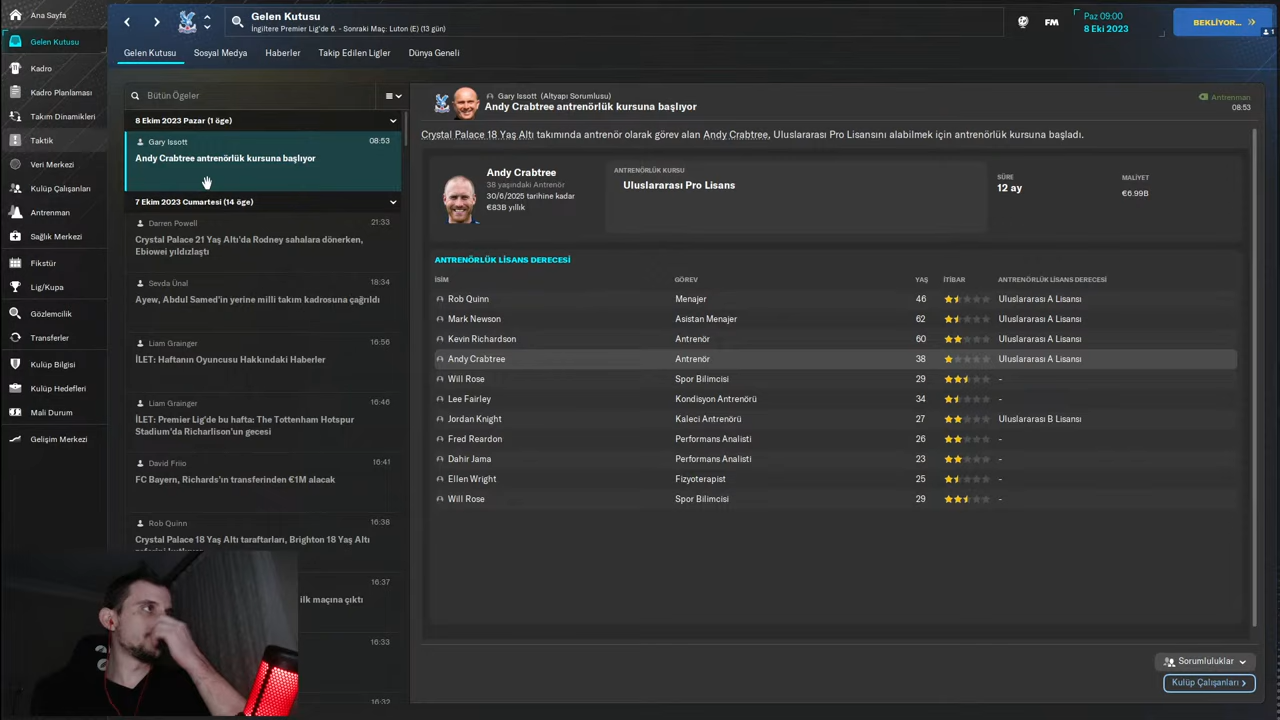 Ana Sayfa
Gelen Kutusu
Kadro
Kadro Planlaması
Takım Dinamikleri
Taktik
Veri Merkezi
Kulüp Çalışanları
Antrenman
Sağlık Merkezi
Fikstür
Lig/Kupa
Gözlemcilik
Transferler
Kulüp Bilgisi
Kulüp Hedefleri
Mali Durum
Gelişim Merkezi
Gelen Kutusu
İngiltere Premier Lig'de 6. - Sonraki Maç: Luton (E) (13 gün)
FM
Paz 09:00
8 Eki 2023
BEKLİYOR...
1
Gelen Kutusu Sosyal Medya Haberler Takip Edilen Ligler Dünya Geneli
Bütün Ögeler
8 Ekim 2023 Pazar (1 öge)
Gary Issott 08:53
Andy Crabtree antrenörlük kursuna başlıyor
7 Ekim 2023 Cumartesi (14 öge)
Darren Powell 21:33
Crystal Palace 21 Yaş Altı'da Rodney sahalara dönerken,
Ebiowei yıldızlaştı
Sevda Ünal 18:34
Ayew, Abdul Samed'in yerine milli takım kadrosuna çağrıldı
Liam Grainger 16:56
İLET: Haftanın Oyuncusu Hakkındaki Haberler
Liam Grainger 16:46
İLET: Premier Lig'de bu hafta: The Tottenham Hotspur
Stadium'da Richarlison'un gecesi
David Friio 16:41
FC Bayern, Richards'ın transferinden €1M alacak
Rob Quinn 16:38
Crystal Palace 18 Yaş Altı taraftarları, Brighton 18 Yaş Altı
16:37
ilk maçına çıktı
16:33
16:32
Gary Issott (Altyapı Sorumlusu)
Andy Crabtree antrenörlük kursuna başlıyor
Antrenman
08:53
Crystal Palace 18 Yaş Altı takımında antrenör olarak görev alan Andy Crabtree, Uluslararası Pro Lisansını alabilmek için antrenörlük kursuna başladı.
Andy Crabtree
38 yaşındaki Antrenör
30/6/2025 tarihine kadar
€83B yıllık
ANTRENÖRLÜK KURSU
Uluslararası Pro Lisans
SÜRE
12 ay
MALİYET
€6.99B
ANTRENÖRLÜK LİSANS DERECESİ
İSİM GÖREV YAŞ İTİBAR ANTRENÖRLÜK LİSANS DERECESİ
Rob Quinn Menajer 46 Uluslararası A Lisansı
Mark Newson Asistan Menajer 62 Uluslararası A Lisansı
Kevin Richardson Antrenör 60 Uluslararası A Lisansı
Andy Crabtree Antrenör 38 Uluslararası A Lisansı
Will Rose Spor Bilimcisi 29 -
Lee Fairley Kondisyon Antrenörü 34 -
Jordan Knight Kaleci Antrenörü 27 Uluslararası B Lisansı
Fred Reardon Performans Analisti 26 -
Dahir Jama Performans Analisti 23 -
Ellen Wright Fizyoterapist 25 -
Will Rose Spor Bilimcisi 29 -
Sorumluluklar
Kulüp Çalışanları